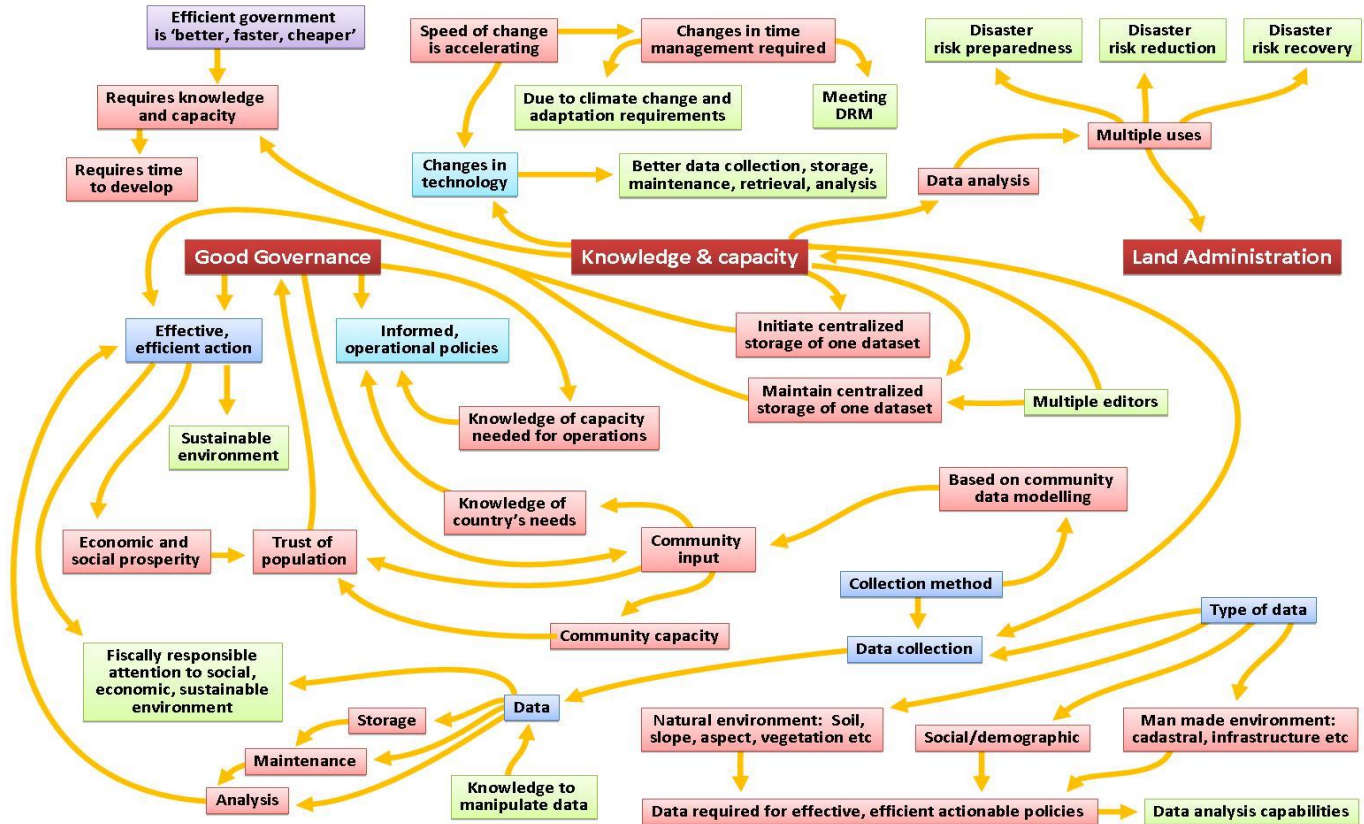 Efficient government
is ‘better, faster, cheaper’
Speed of change
is accelerating
Changes in time
management required
Disaster
risk preparedness
Disaster
risk reduction
Disaster
risk recovery
Requires knowledge
and capacity
Due to climate change and
adaptation requirements
Meeting
DRM
Multiple uses
Requires time
to develop
Changes in
technology
Better data collection, storage,
maintenance, retrieval, analysis
Data analysis
Good Governance
Knowledge & capacity
Land Administration
Effective,
efficient action
Informed,
operational policies
Initiate centralized
storage of one dataset
Maintain centralized
storage of one dataset
Multiple editors
Knowledge of capacity
needed for operations
Sustainable
environment
Knowledge of
country’s needs
Based on community
data modelling
Economic and
social prosperity
Trust of
population
Community
input
Collection method
Type of data
Community capacity
Data collection
Fiscally responsible
attention to social,
economic, sustainable
environment
Data
Storage
Natural environment: Soil,
slope, aspect, vegetation etc
Social/demographic
Man made environment:
cadastral, infrastructure etc
Maintenance
Knowledge to
manipulate data
Analysis
Data required for effective, efficient actionable policies
Data analysis capabilities